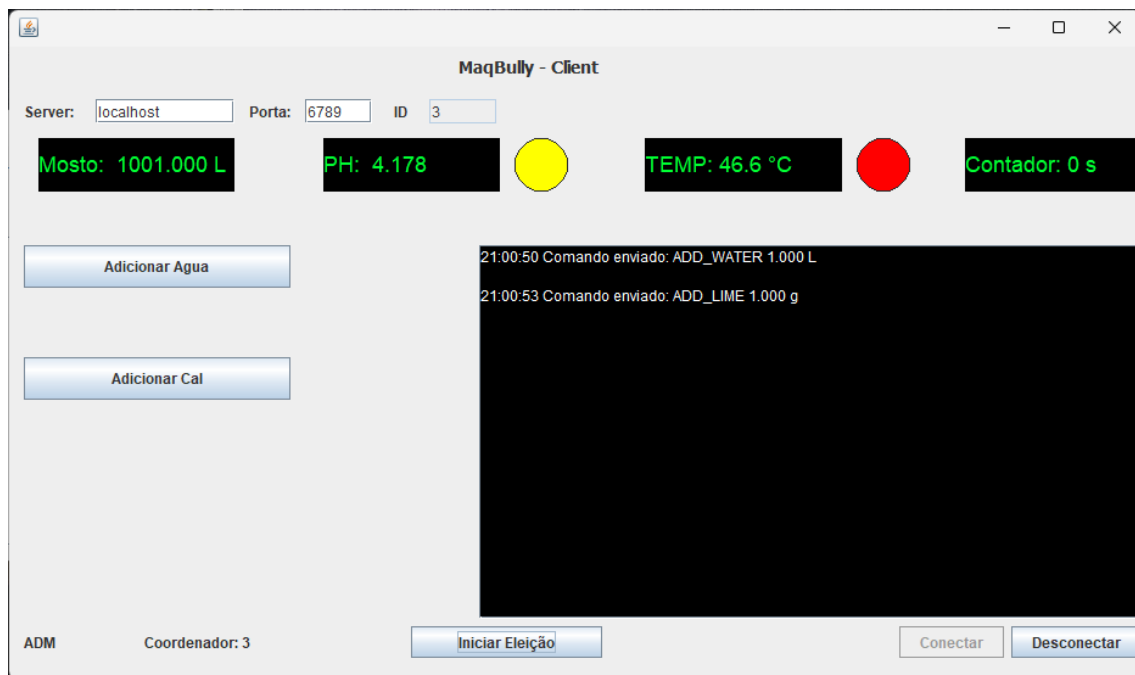 MaqBully - Client
Server: localhost Porta: 6789 ID 3
Mosto: 1001.000 L PH: 4.178 TEMP: 46.6 °C Contador: 0 s
Adicionar Agua
21:00:50 Comando enviado: ADD_WATER 1.000 L
21:00:53 Comando enviado: ADD_LIME 1.000 g
Adicionar Cal
ADM Coordenador: 3 Iniciar Eleição Conectar Desconectar